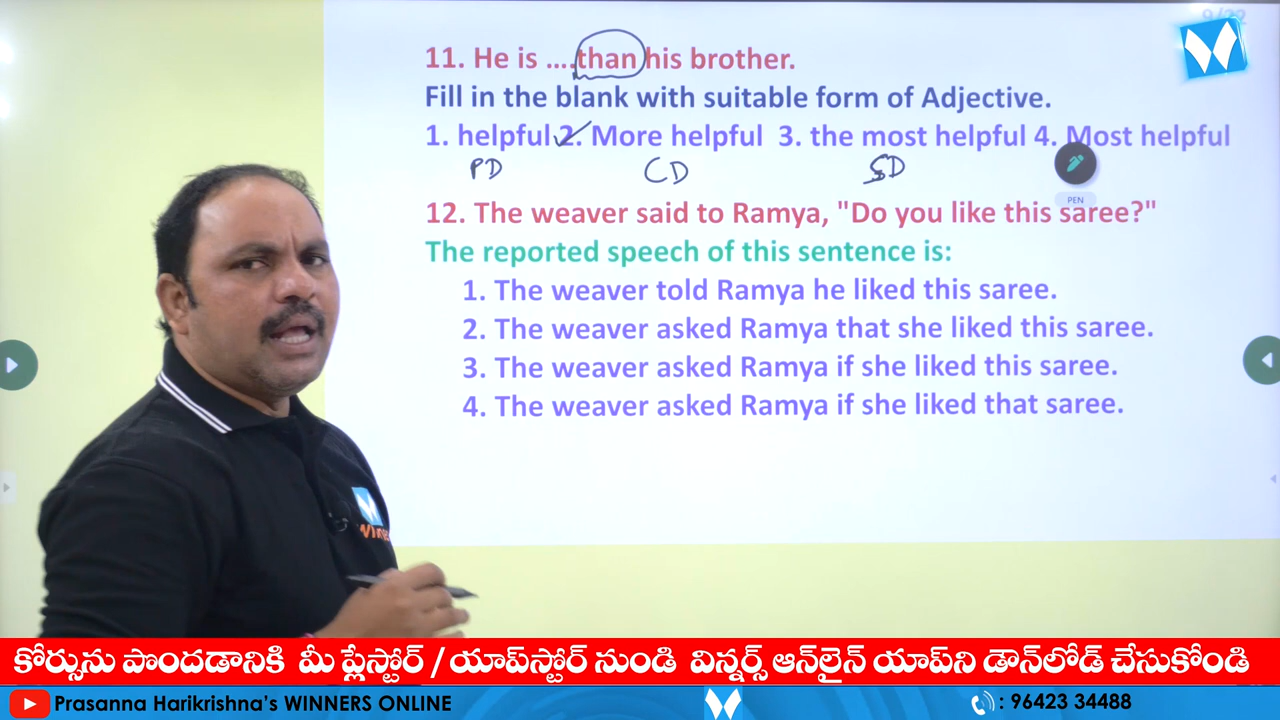 9/22
11. He is ....than his brother.
Fill in the blank with suitable form of Adjective.
1. helpful 2. More helpful 3. the most helpful 4. Most helpful
PD CD SD
PEN
12. The weaver said to Ramya, "Do you like this saree?"
The reported speech of this sentence is:
1. The weaver told Ramya he liked this saree.
2. The weaver asked Ramya that she liked this saree.
3. The weaver asked Ramya if she liked this saree.
4. The weaver asked Ramya if she liked that saree.
కోర్సును పొందడానికి మీ ప్లేస్టోర్ / యాప్‌స్టోర్ నుండి విన్నర్స్ ఆన్‌లైన్ యాప్‌ని డౌన్‌లోడ్ చేసుకోండి
Prasanna Harikrishna's WINNERS ONLINE
: 96423 34488